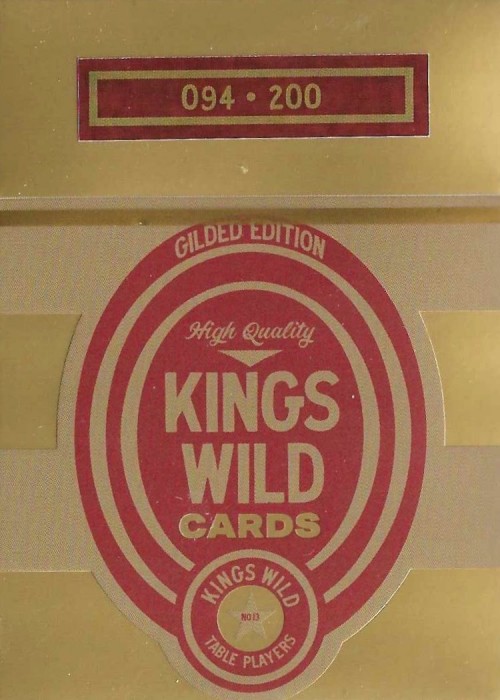 094 • 200
GILDED EDITION
High Quality
KINGS
WILD
CARDS
KINGS WILD
NO13
TABLE PLAYERS